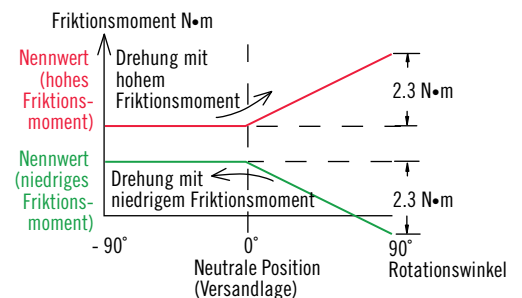 Friktionsmoment N•m
Nennwert
(hohes
Friktions-
moment)
Drehung mit
hohem
Friktionsmoment
2.3 N•m
Nennwert
(niedriges
Friktions-
moment)
Drehung mit
niedrigem Friktionsmoment
2.3 N•m
- 90˚
0˚
90˚
Neutrale Position
(Versandlage)
Rotationswinkel